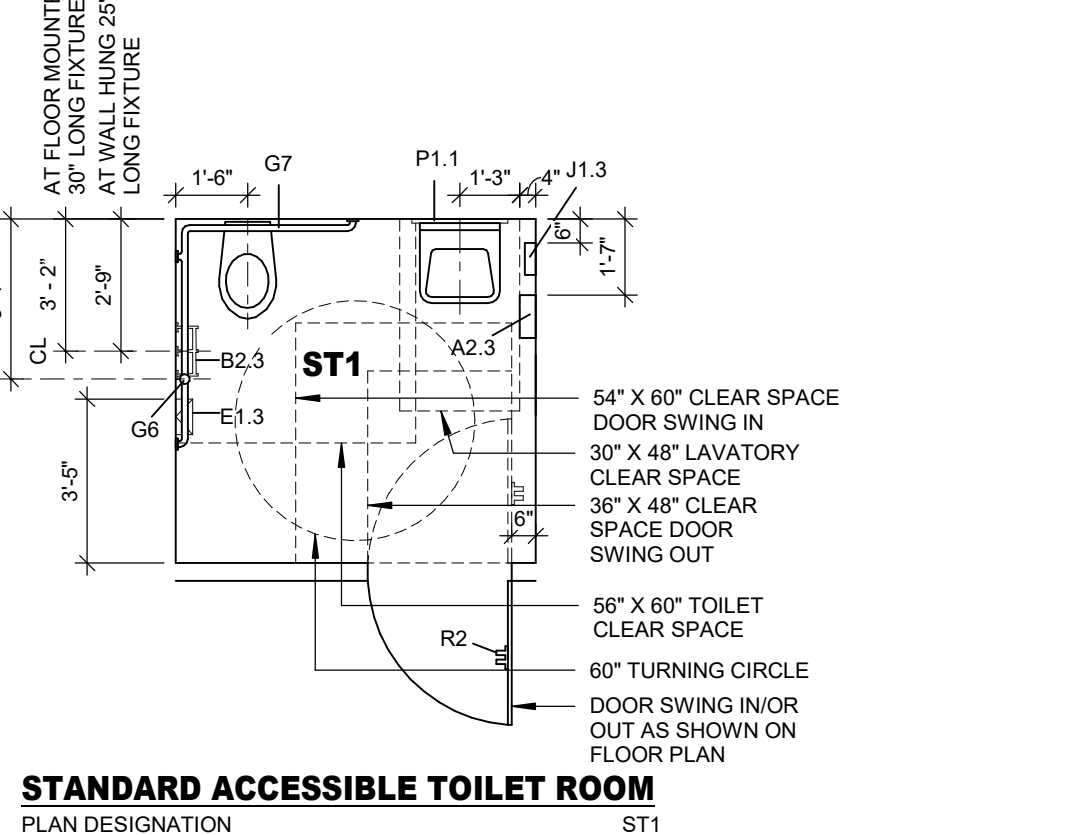 AT FLOOR MOUNT
30" LONG FIXTURE
AT WALL HUNG 25"
LONG FIXTURE
1'-6"
G7
P1.1
1'-3"
4"
J1.3
6"
1'-7"
3' - 2"
2'-9"
CL
B2.3
ST1
A2.3
G6
E1.3
3'-5"
6"
54" X 60" CLEAR SPACE
DOOR SWING IN
30" X 48" LAVATORY
CLEAR SPACE
36" X 48" CLEAR
SPACE DOOR
SWING OUT
56" X 60" TOILET
CLEAR SPACE
R2
60" TURNING CIRCLE
DOOR SWING IN/OR
OUT AS SHOWN ON
FLOOR PLAN
STANDARD ACCESSIBLE TOILET ROOM
PLAN DESIGNATION ST1